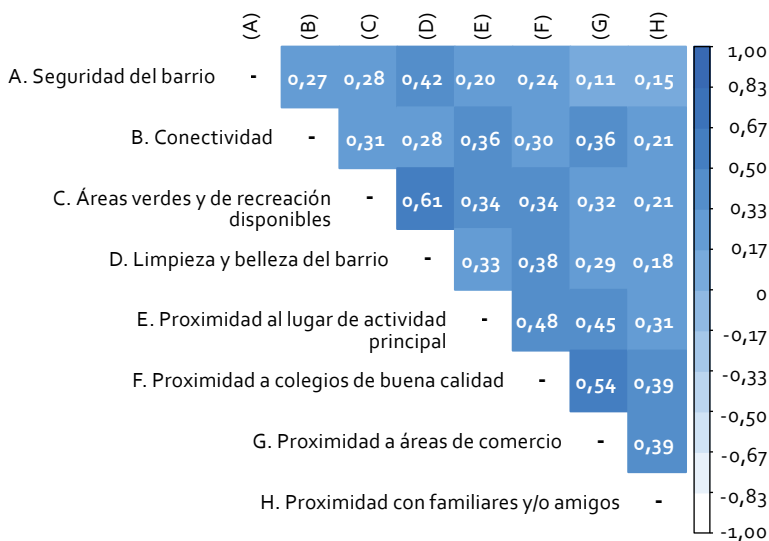 (A) (B) (C) (D) (E) (F) (G) (H)
A. Seguridad del barrio - 0,27 0,28 0,42 0,20 0,24 0,11 0,15
B. Conectividad - 0,31 0,28 0,36 0,30 0,36 0,21
C. Áreas verdes y de recreación
disponibles - 0,61 0,34 0,34 0,32 0,21
D. Limpieza y belleza del barrio - 0,33 0,38 0,29 0,18
E. Proximidad al lugar de actividad
principal - 0,48 0,45 0,31
F. Proximidad a colegios de buena calidad - 0,54 0,39
G. Proximidad a áreas de comercio - 0,39
H. Proximidad con familiares y/o amigos -
1,00
0,83
0,67
0,50
0,33
0,17
0
-0,17
-0,33
-0,50
-0,67
-0,83
-1,00